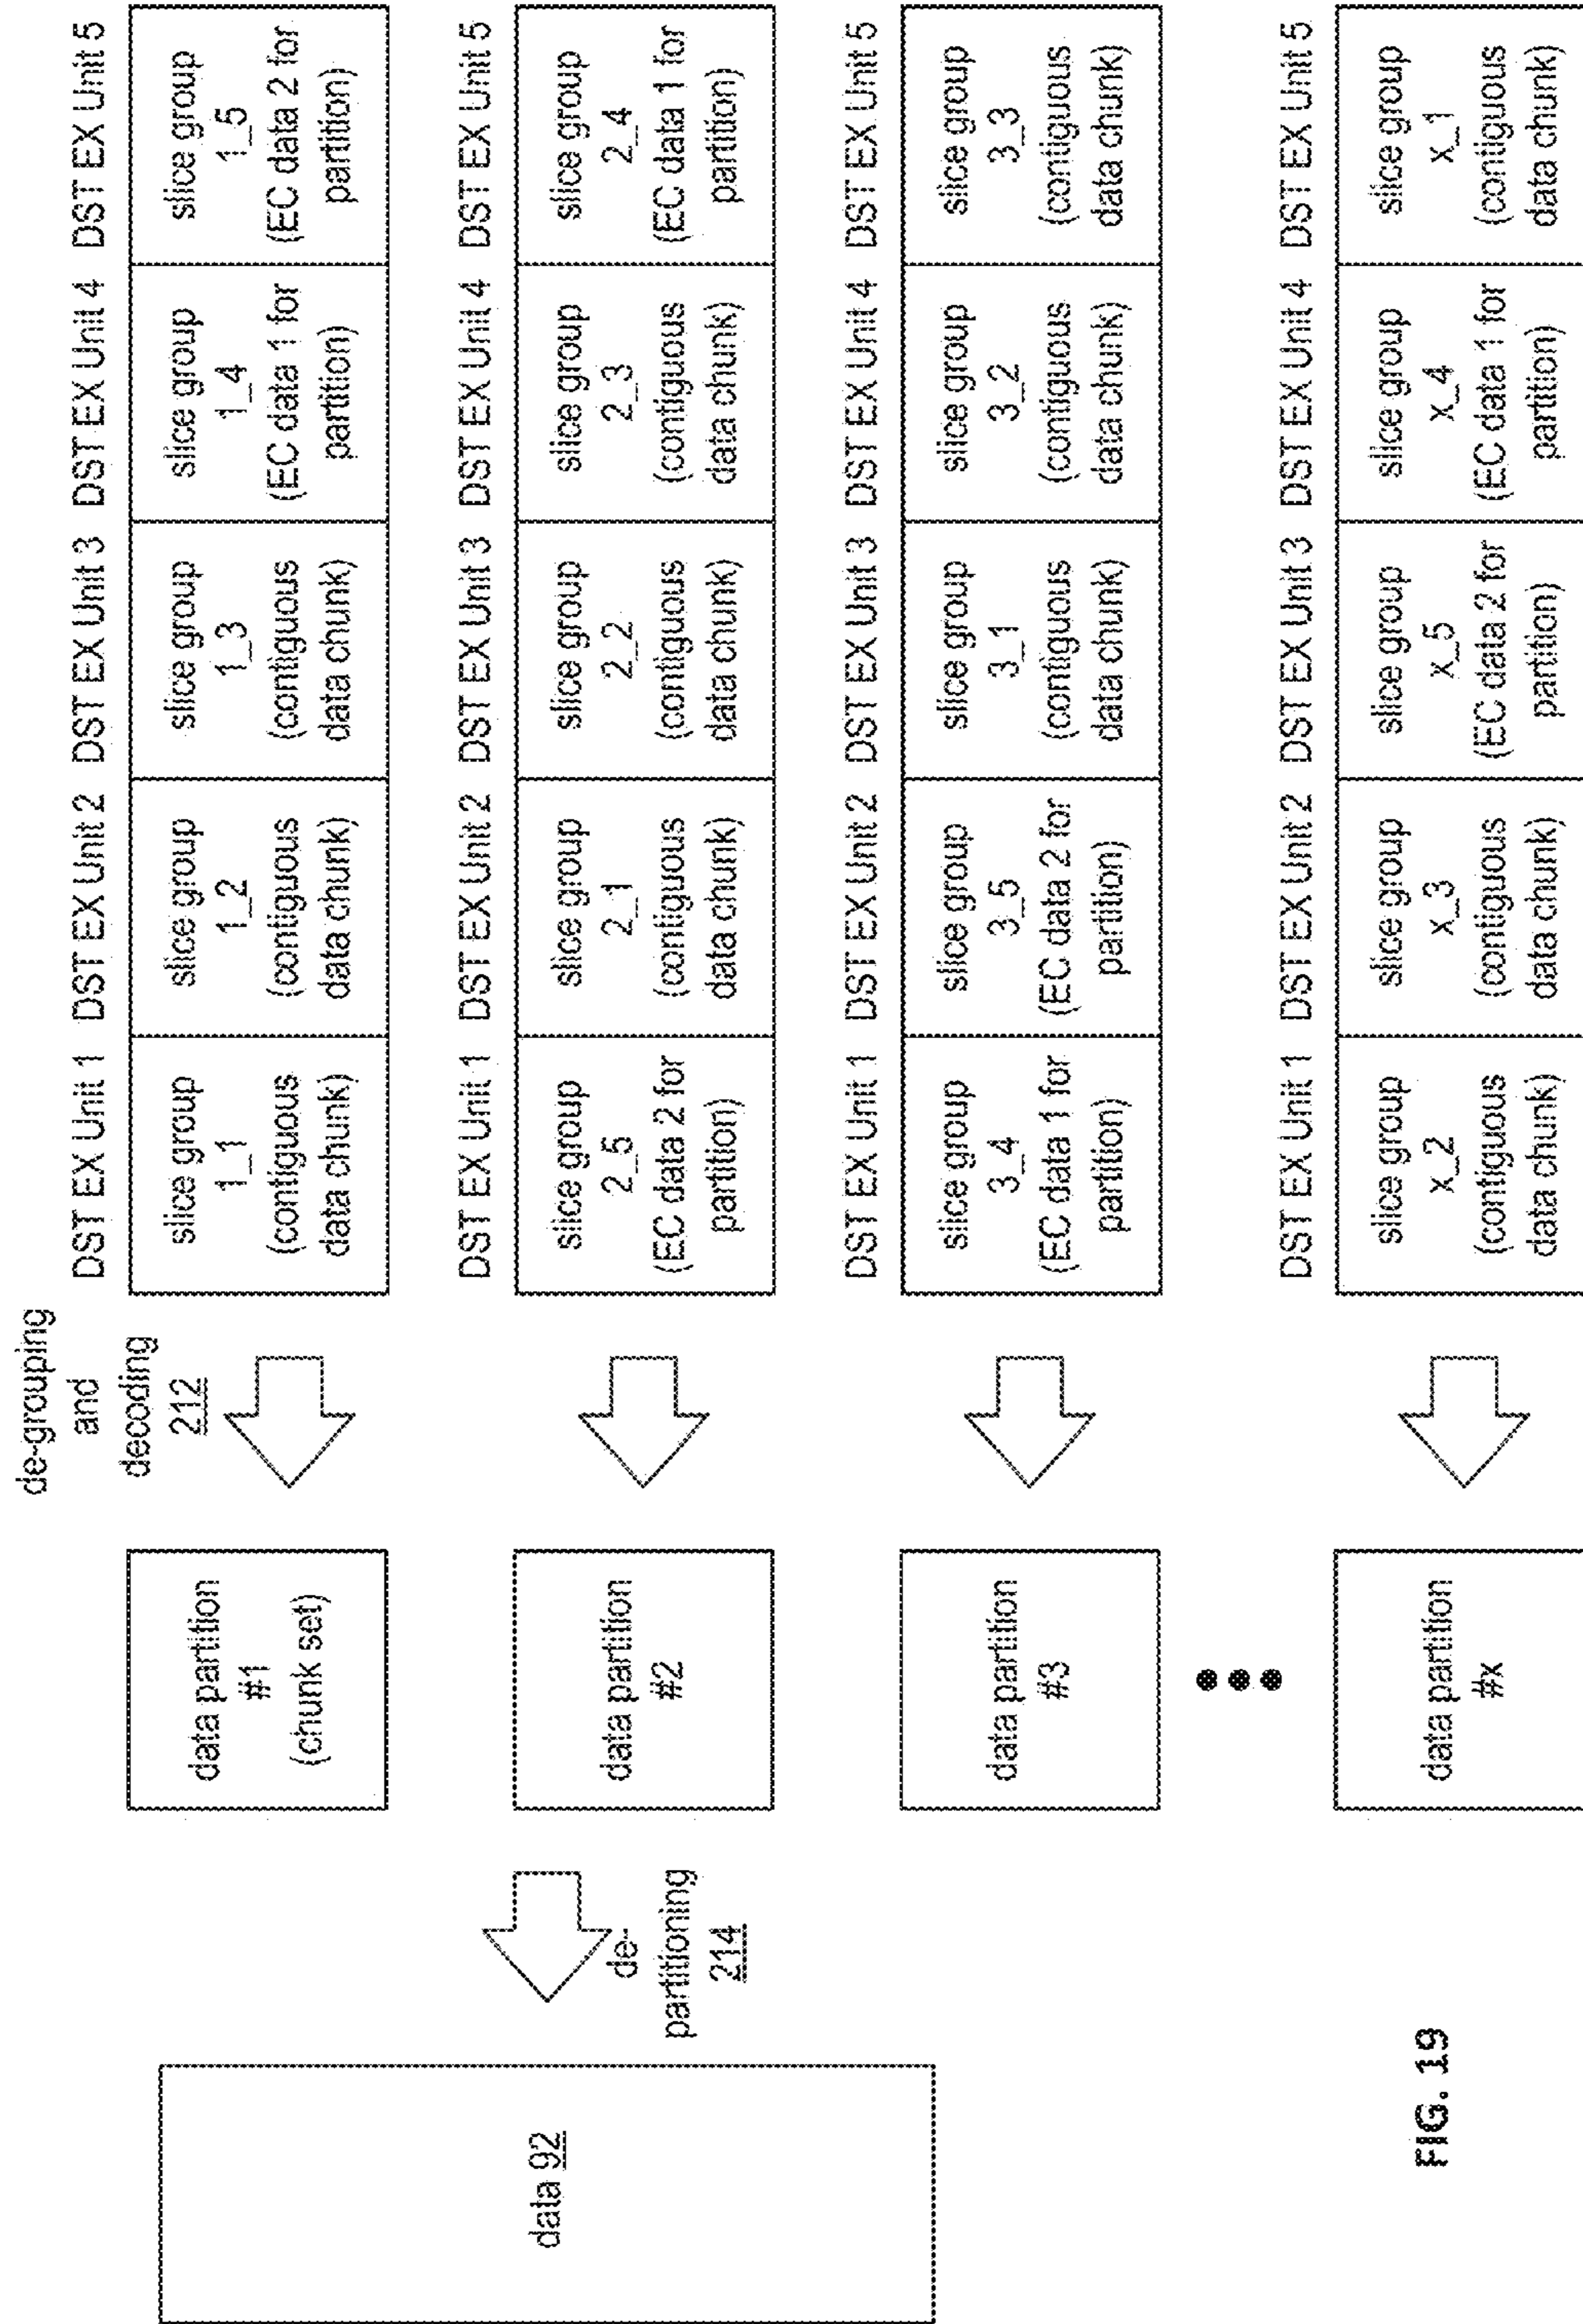 de-grouping
and
decoding
212
DST EX Unit 1 DST EX Unit 2 DST EX Unit 3 DST EX Unit 4 DST EX Unit 5
data partition
#1
(chunk set)
slice group
1_1
(contiguous
data chunk)
slice group
1_2
(contiguous
data chunk)
slice group
1_3
(contiguous
data chunk)
slice group
1_4
(EC data 1 for
partition)
slice group
1_5
(EC data 2 for
partition)
DST EX Unit 1 DST EX Unit 2 DST EX Unit 3 DST EX Unit 4 DST EX Unit 5
data 92
de-
partitioning
214
data partition
#2
slice group
2_5
(EC data 2 for
partition)
slice group
2_1
(contiguous
data chunk)
slice group
2_2
(contiguous
data chunk)
slice group
2_3
(contiguous
data chunk)
slice group
2_4
(EC data 1 for
partition)
DST EX Unit 1 DST EX Unit 2 DST EX Unit 3 DST EX Unit 4 DST EX Unit 5
data partition
#3
slice group
3_4
(EC data 1 for
partition)
slice group
3_5
(EC data 2 for
partition)
slice group
3_1
(contiguous
data chunk)
slice group
3_2
(contiguous
data chunk)
slice group
3_3
(contiguous
data chunk)
DST EX Unit 1 DST EX Unit 2 DST EX Unit 3 DST EX Unit 4 DST EX Unit 5
data partition
#x
slice group
x_2
(contiguous
data chunk)
slice group
x_3
(contiguous
data chunk)
slice group
x_5
(EC data 2 for
partition)
slice group
x_4
(EC data 1 for
partition)
slice group
x_1
(contiguous
data chunk)
FIG. 19